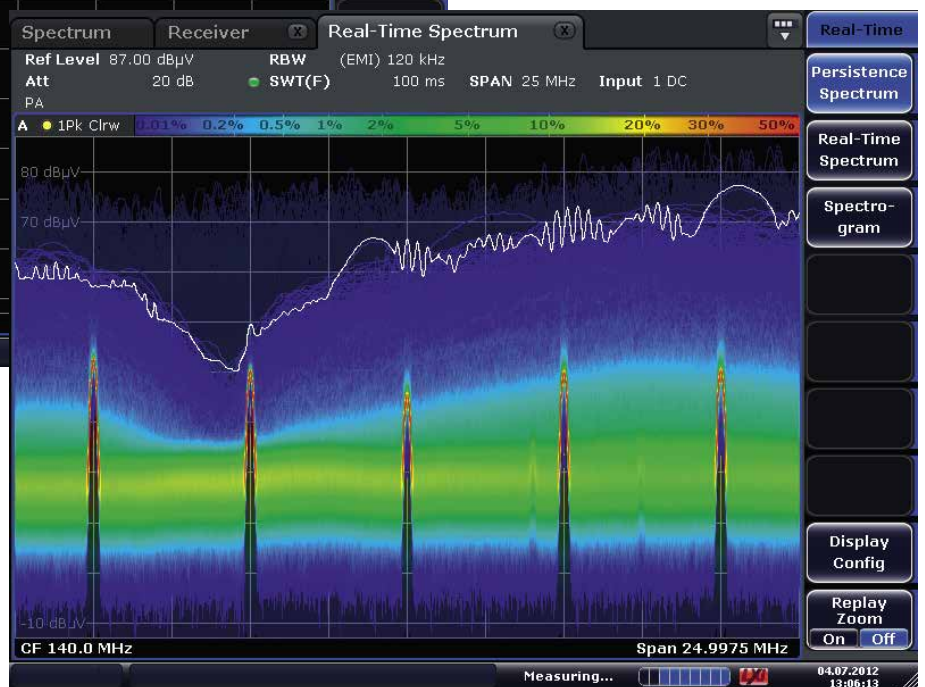 Spectrum Receiver Real-Time Spectrum
Ref Level 87.00 dBµV RBW (EMI) 120 kHz
Att 20 dB SWT(F) 100 ms SPAN 25 MHz Input 1 DC
PA
A 1Pk Clrw 0.01% 0.2% 0.5% 1% 2% 5% 10% 20% 30% 50%
80 dBµV
70 dBµV
-10 dBµV
CF 140.0 MHz Span 24.9975 MHz
Measuring... 04.07.2012
13:06:13
Real-Time
Persistence
Spectrum
Real-Time
Spectrum
Spectro-
gram
Display
Config
Replay
Zoom
On Off